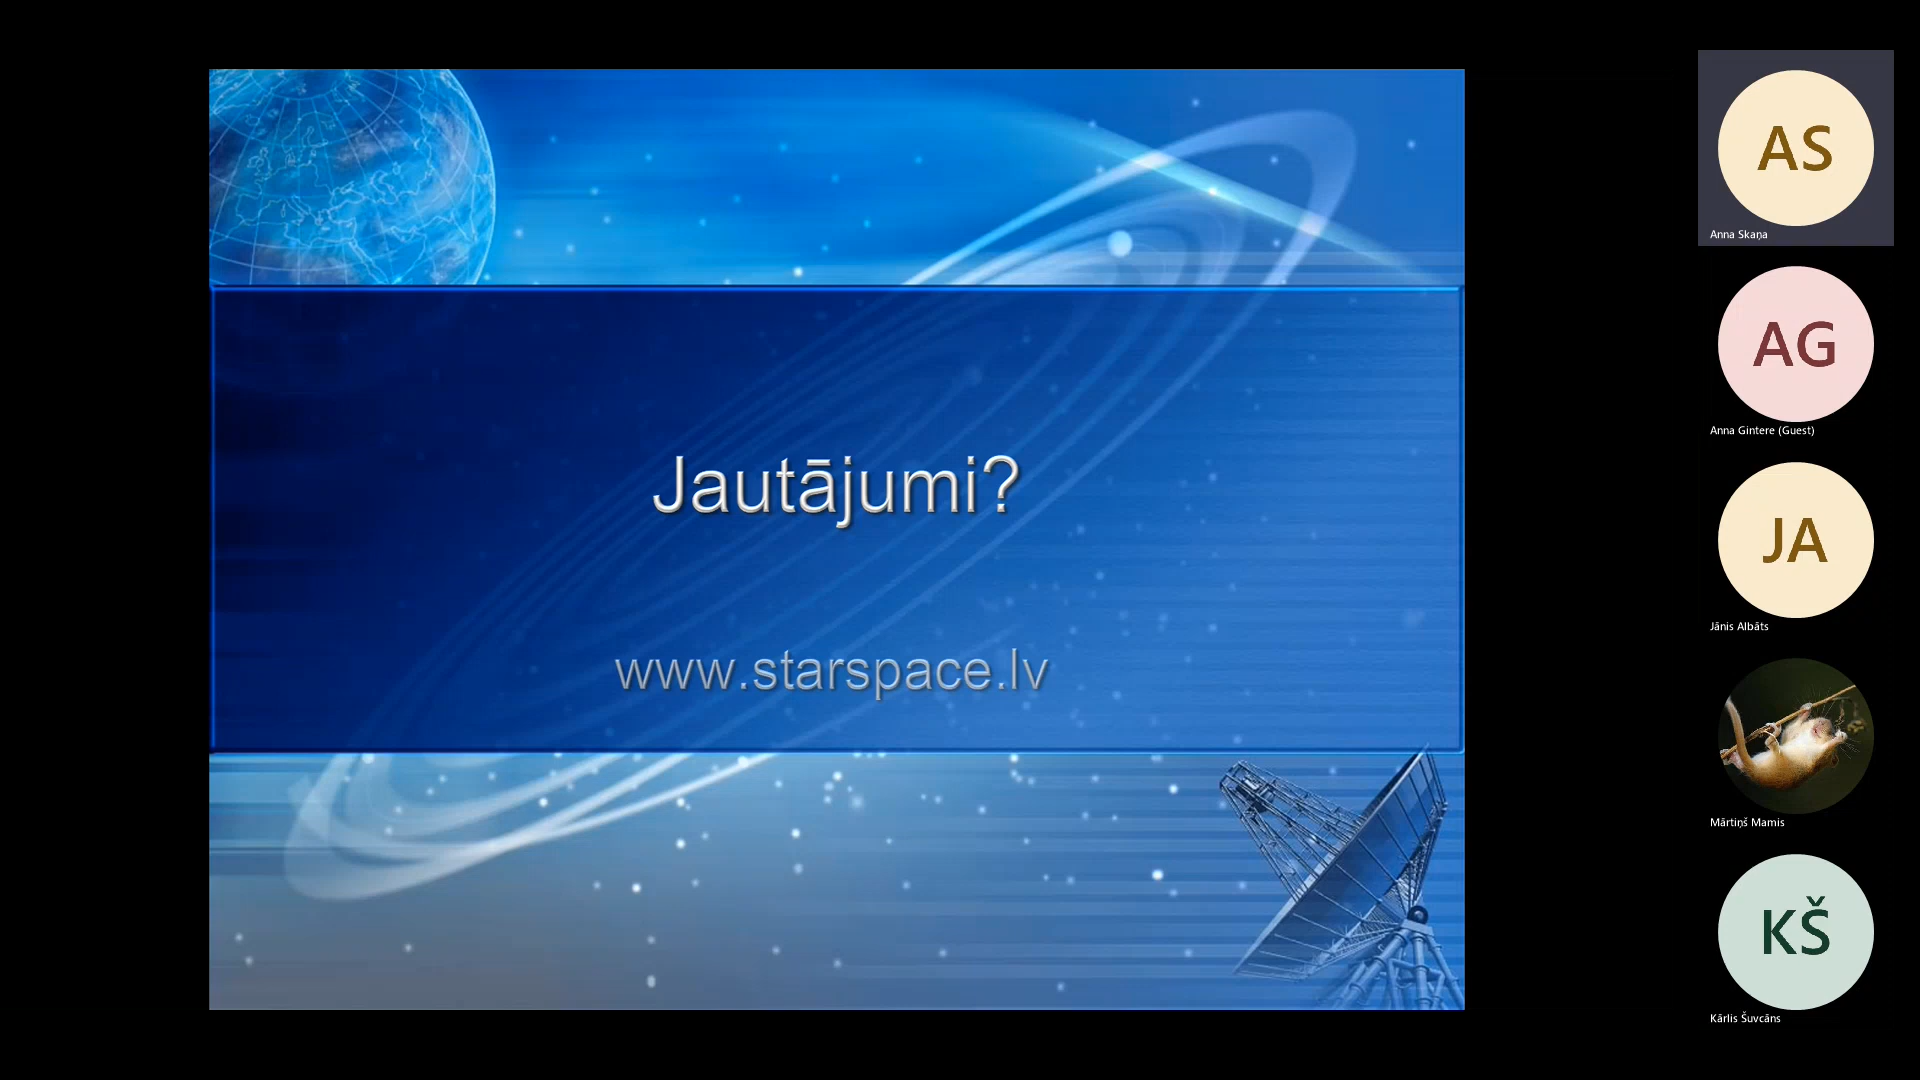 Jautājumi?
www.starspace.lv
AS
Anna Skaņa
AG
Anna Gintere (Guest)
JA
Jānis Albāts
Mārtiņš Mamis
KŠ
Kārlis Šuvcāns